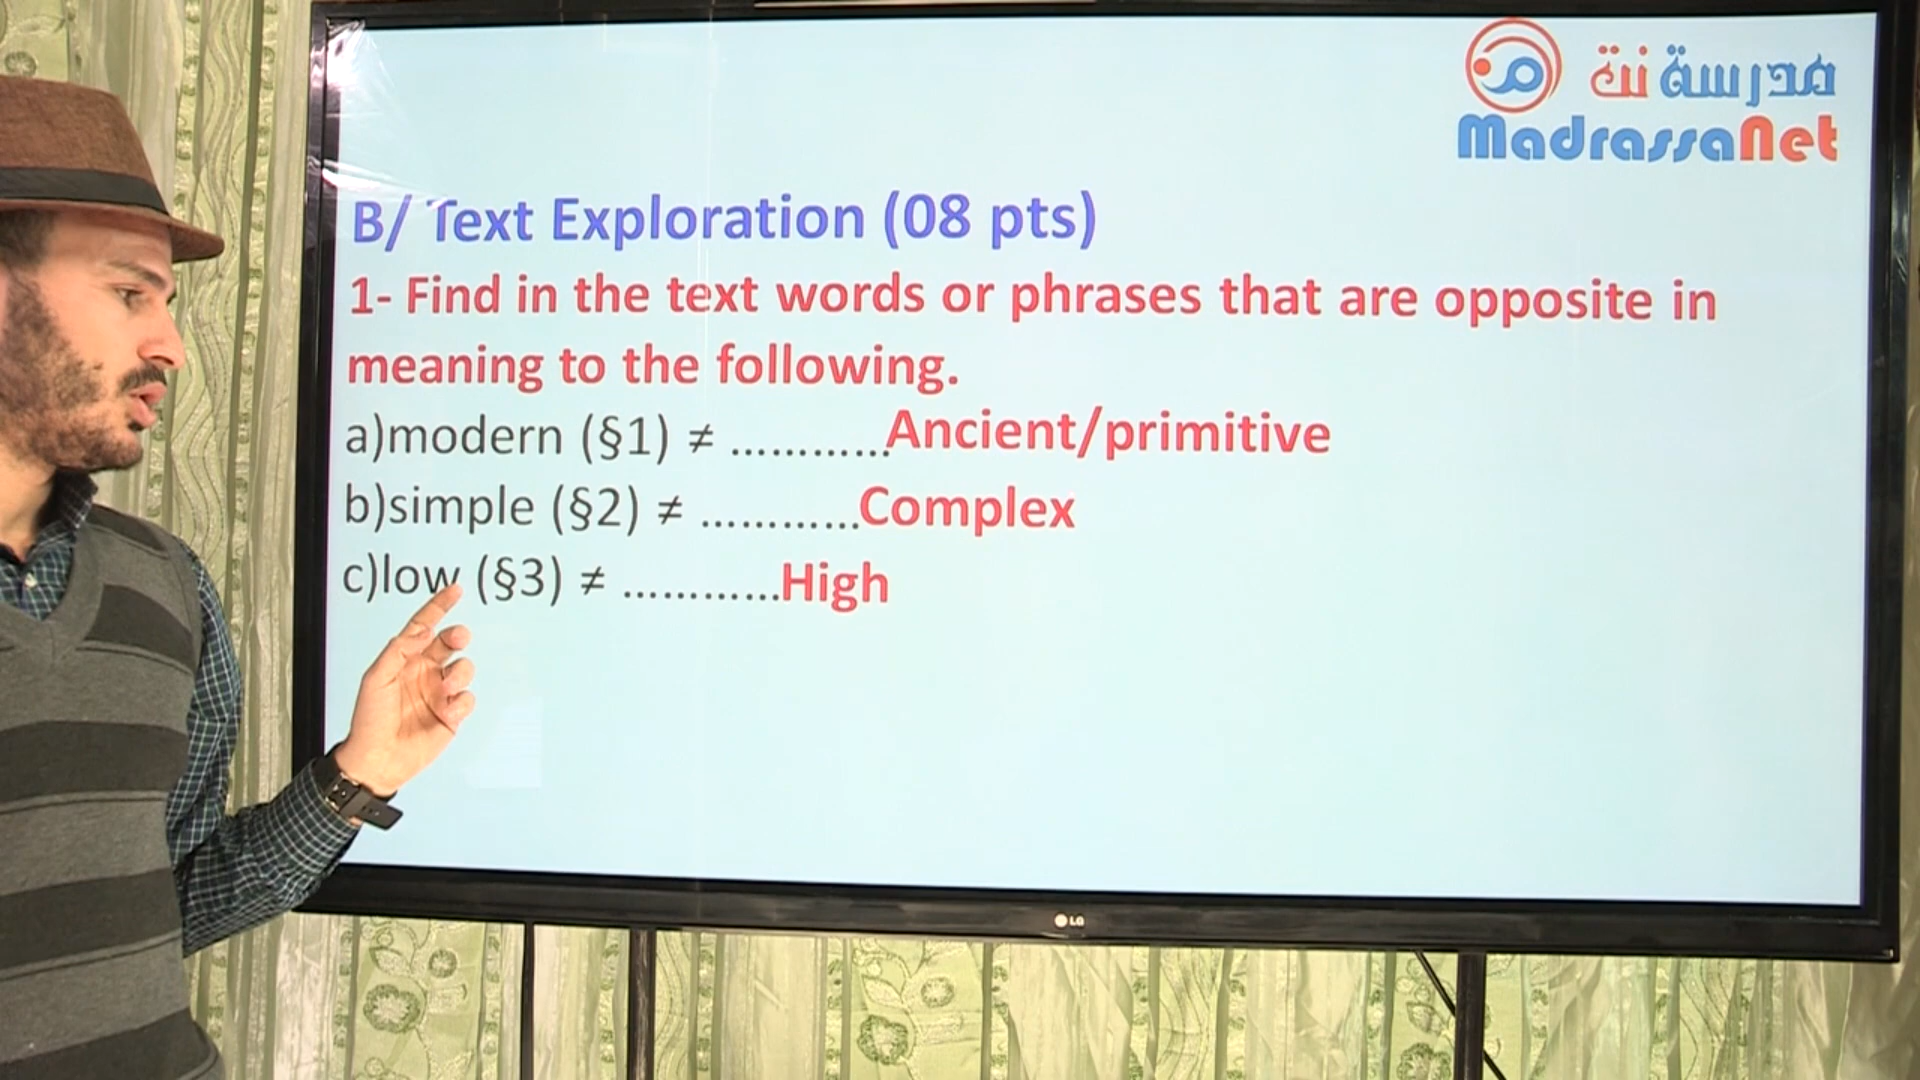 مدرسة نت
MadrassaNet
B/ Text Exploration (08 pts)
1- Find in the text words or phrases that are opposite in
meaning to the following.
a)modern (§1) ≠ ............Ancient/primitive
b)simple (§2) ≠ ............Complex
c)low (§3) ≠ ............High
LG